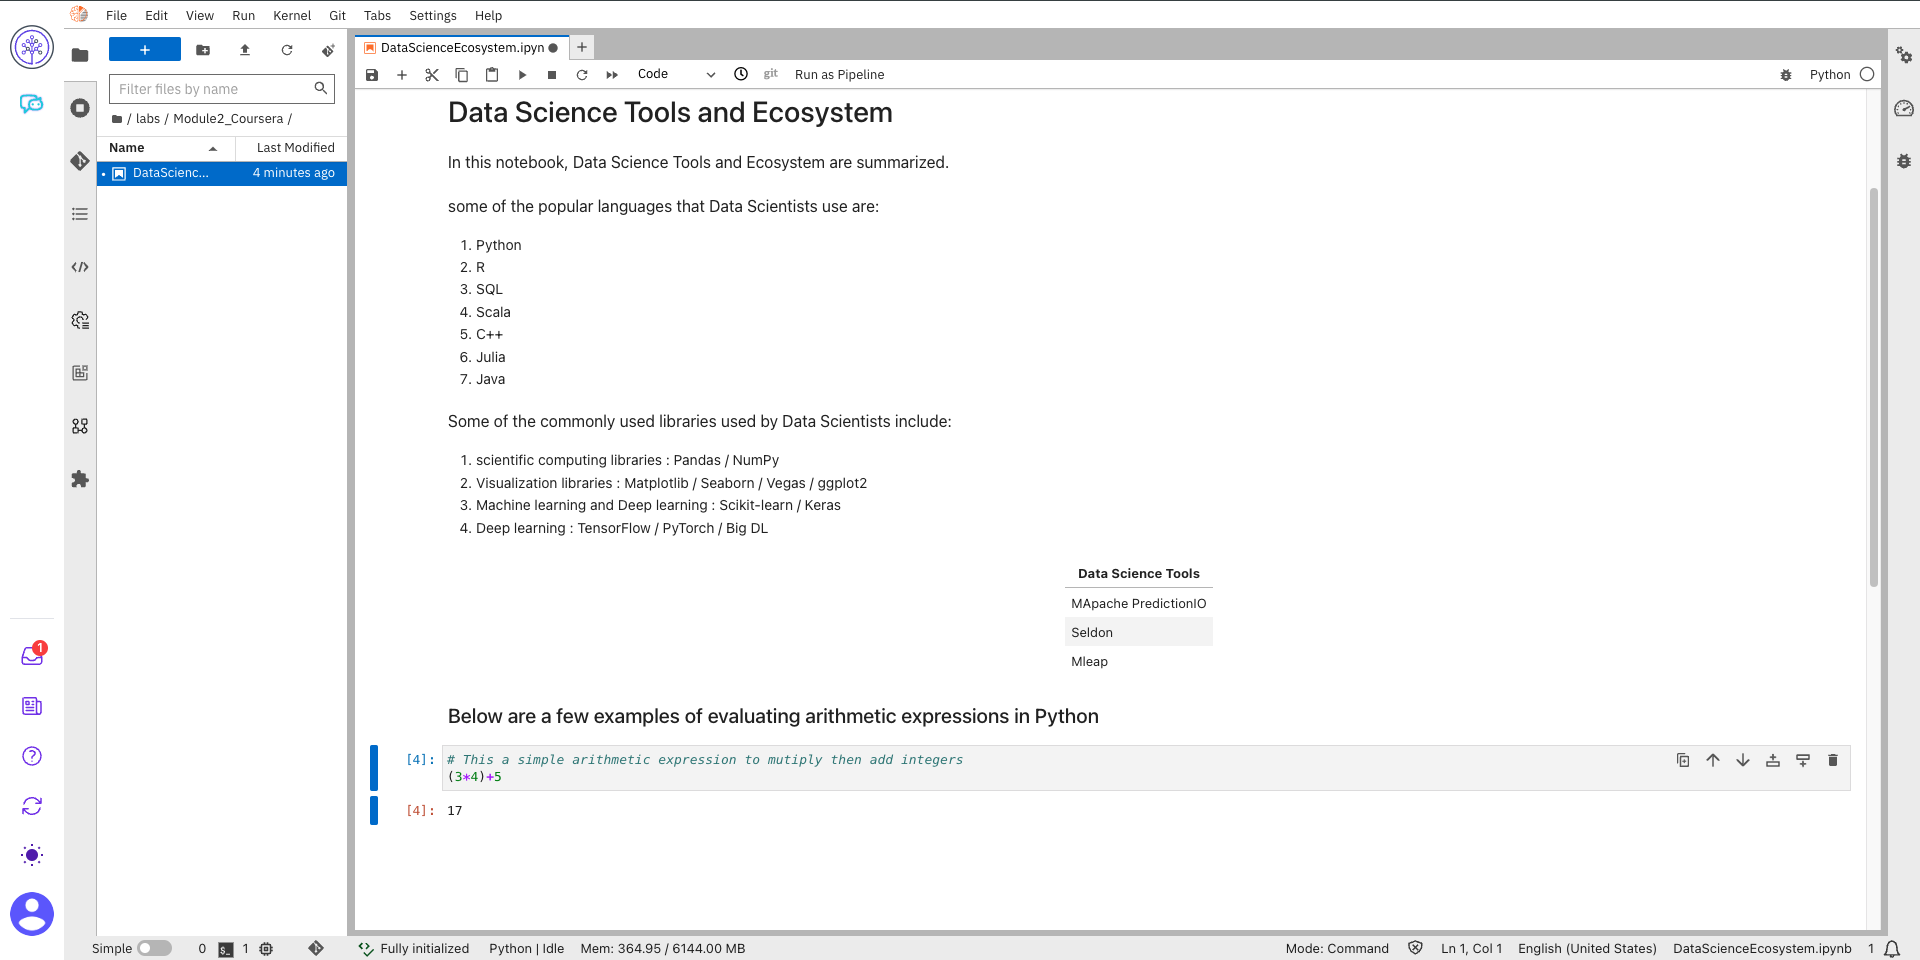 File Edit View Run Kernel Git Tabs Settings Help
+
Filter files by name
/ labs / Module2_Coursera /
Name Last Modified
DataScienc... 4 minutes ago
DataScienceEcosystem.ipyn
Code git Run as Pipeline Python
Data Science Tools and Ecosystem
In this notebook, Data Science Tools and Ecosystem are summarized.
some of the popular languages that Data Scientists use are:
1. Python
2. R
3. SQL
4. Scala
5. C++
6. Julia
7. Java
Some of the commonly used libraries used by Data Scientists include:
1. scientific computing libraries : Pandas / NumPy
2. Visualization libraries : Matplotlib / Seaborn / Vegas / ggplot2
3. Machine learning and Deep learning : Scikit-learn / Keras
4. Deep learning : TensorFlow / PyTorch / Big DL
Data Science Tools
MApache PredictionIO
Seldon
Mleap
Below are a few examples of evaluating arithmetic expressions in Python
[4]: # This a simple arithmetic expression to mutiply then add integers
(3*4)+5
[4]: 17
1
Simple 0 $_ 1 Fully initialized Python | Idle Mem: 364.95 / 6144.00 MB Mode: Command Ln 1, Col 1 English (United States) DataScienceEcosystem.ipynb 1